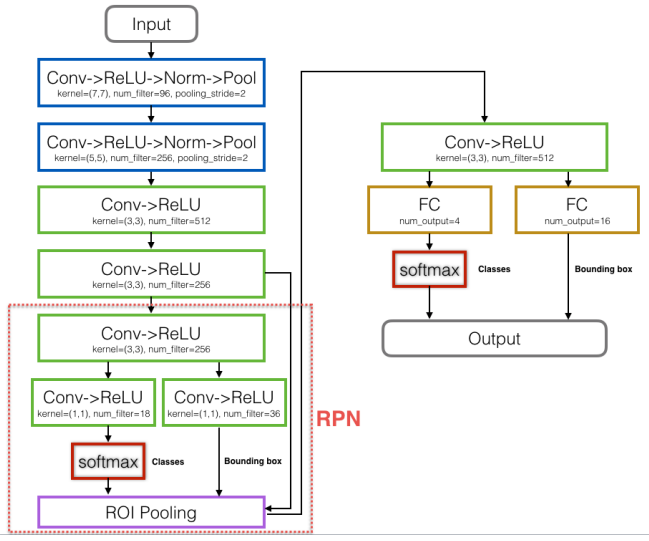 Input
Conv->ReLU->Norm->Pool
kernel=(7,7), num_filter=96, pooling_stride=2
Conv->ReLU->Norm->Pool
kernel=(5,5), num_filter=256, pooling_stride=2
Conv->ReLU
kernel=(3,3), num_filter=512
Conv->ReLU
kernel=(3,3), num_filter=256
Conv->ReLU
kernel=(3,3), num_filter=256
Conv->ReLU
kernel=(1,1), num_filter=18
Conv->ReLU
kernel=(1,1), num_filter=36
RPN
softmax
Classes
Bounding box
ROI Pooling
Conv->ReLU
kernel=(3,3), num_filter=512
FC
num_output=4
FC
num_output=16
softmax
Classes
Bounding box
Output